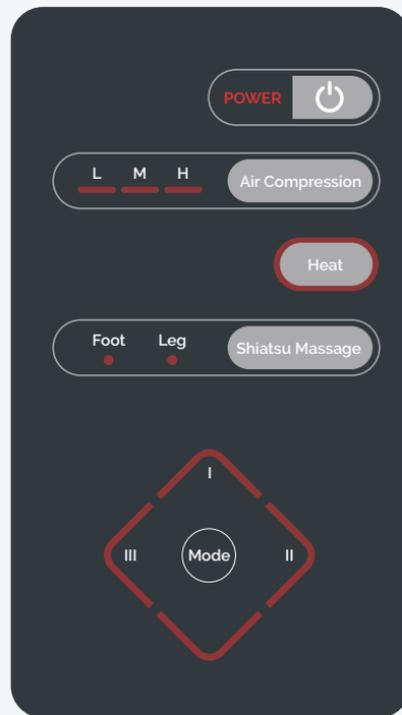 POWER
L M H
Air Compression
Heat
Foot Leg
Shiatsu Massage
I
III Mode II